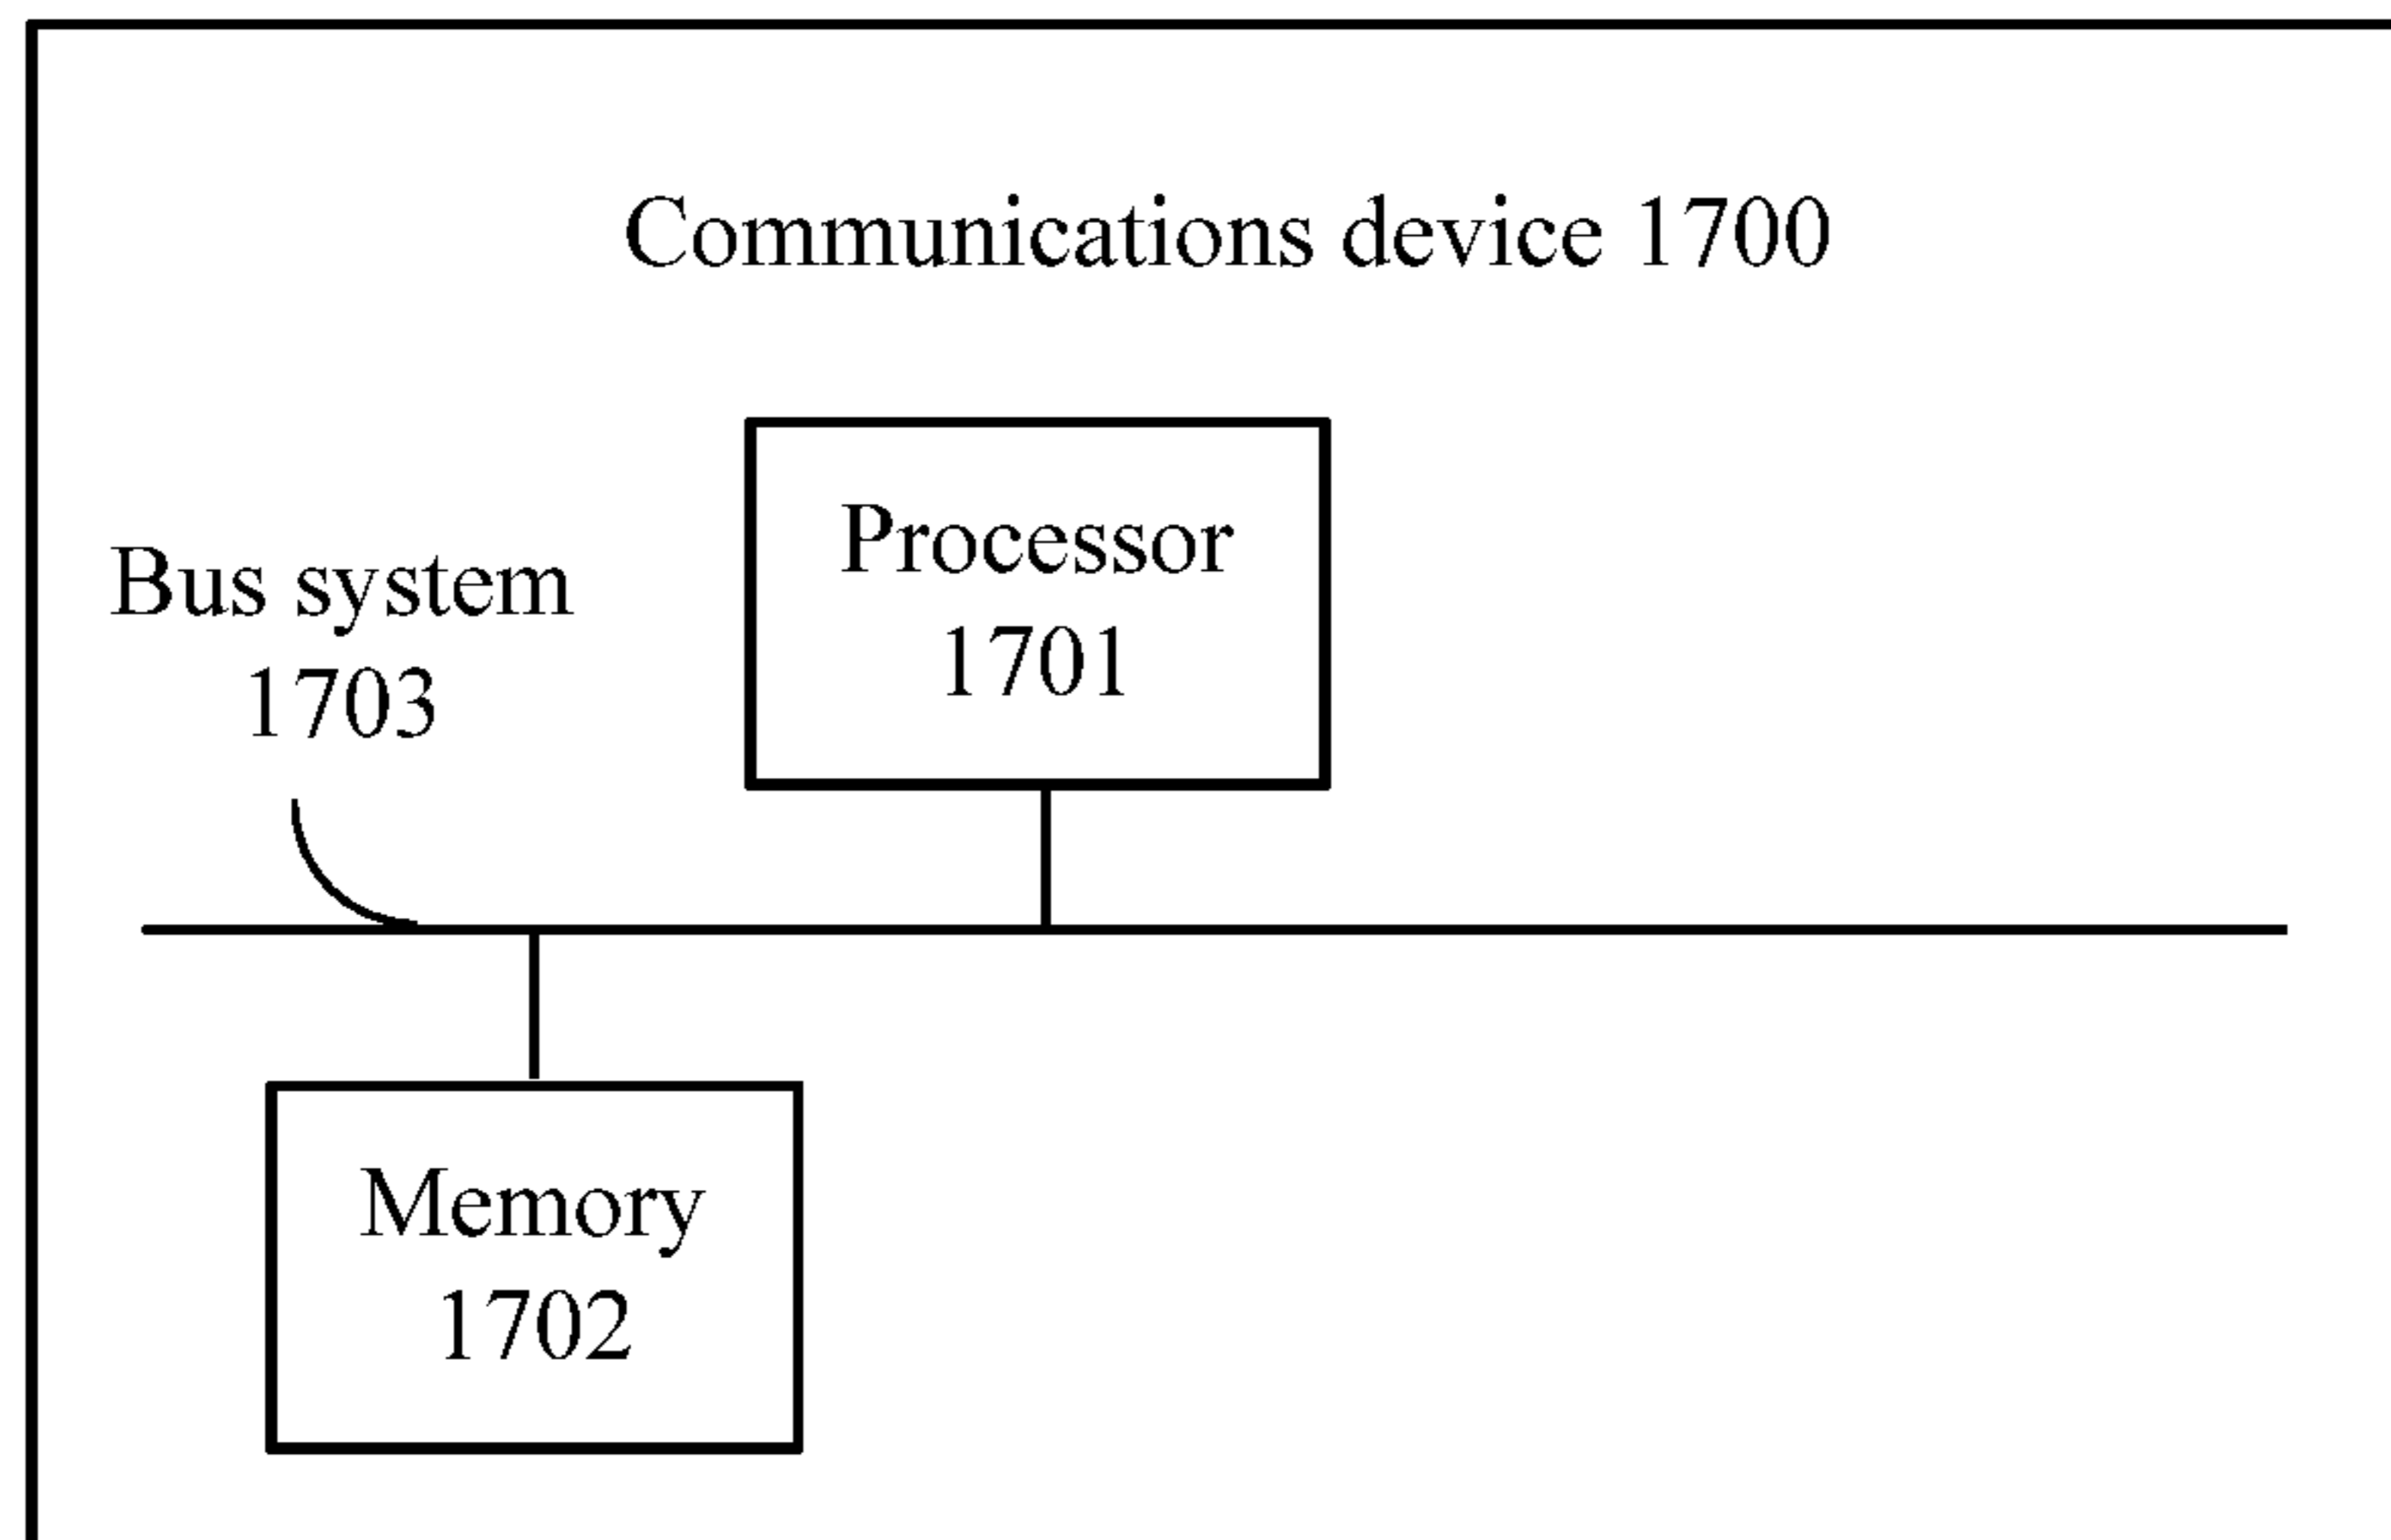 Communications device 1700
Processor
1701
Bus system
1703
Memory
1702